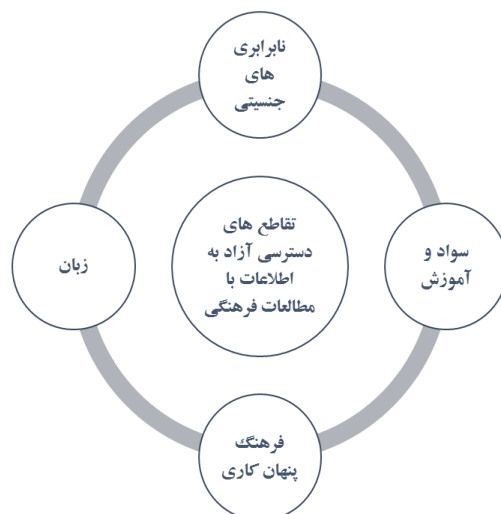 نابرابری
های
جنسیتی
تقاطع های
دسترسی آزاد به
اطلاعات با
مطالعات فرهنگی
سواد و
آموزش
زبان
فرهنگ
پنهان کاری